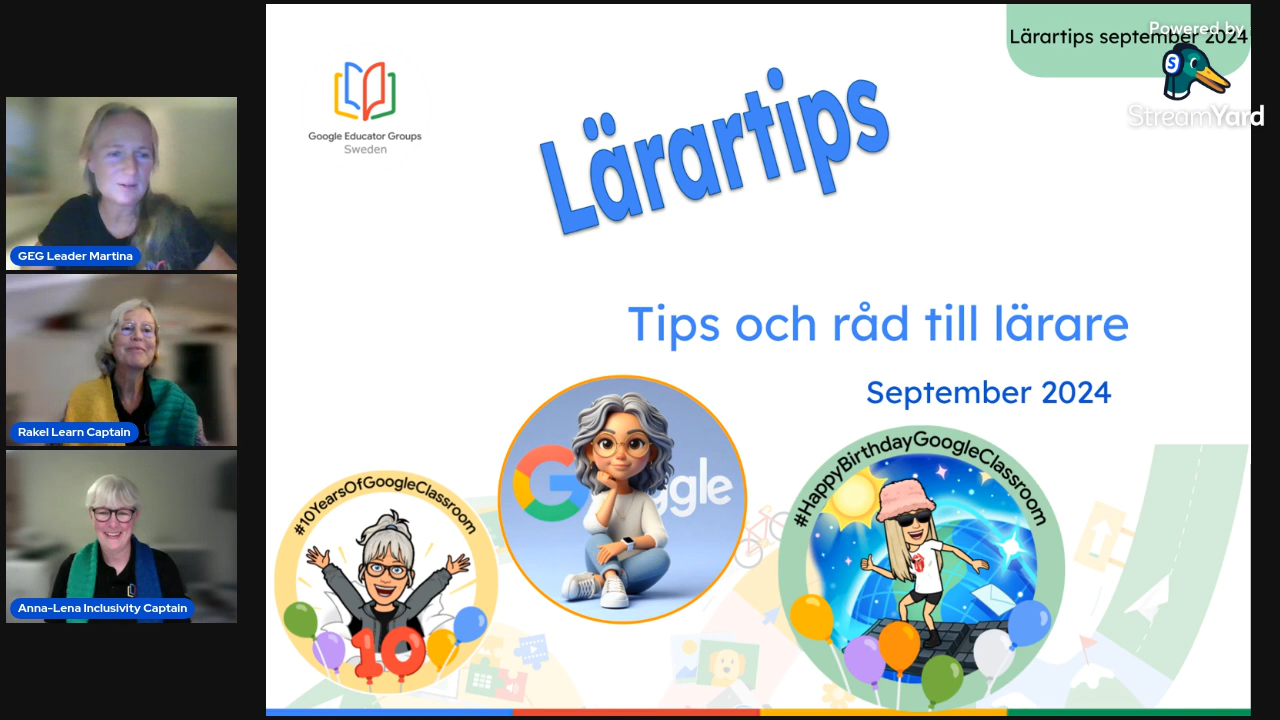 Lärartips september 2024
Powered by
StreamYard
Google Educator Groups
Sweden
Lärartips
Tips och råd till lärare
September 2024
GEG Leader Martina
Rakel Learn Captain
Anna-Lena Inclusivity Captain
#10YearsOfGoogleClassroom
10
#HappyBirthdayGoogleClassroom